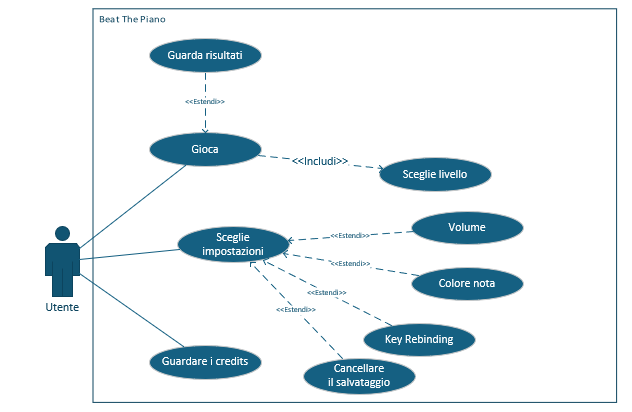 Beat The Piano
Guarda risultati
<<Estendi>>
Gioca
<<Includi>>
Sceglie livello
Volume
<<Estendi>>
Sceglie
impostazioni
<<Estendi>>
Colore nota
<<Estendi>>
Utente
<<Estendi>>
Key Rebinding
Guardare i credits
Cancellare
il salvataggio